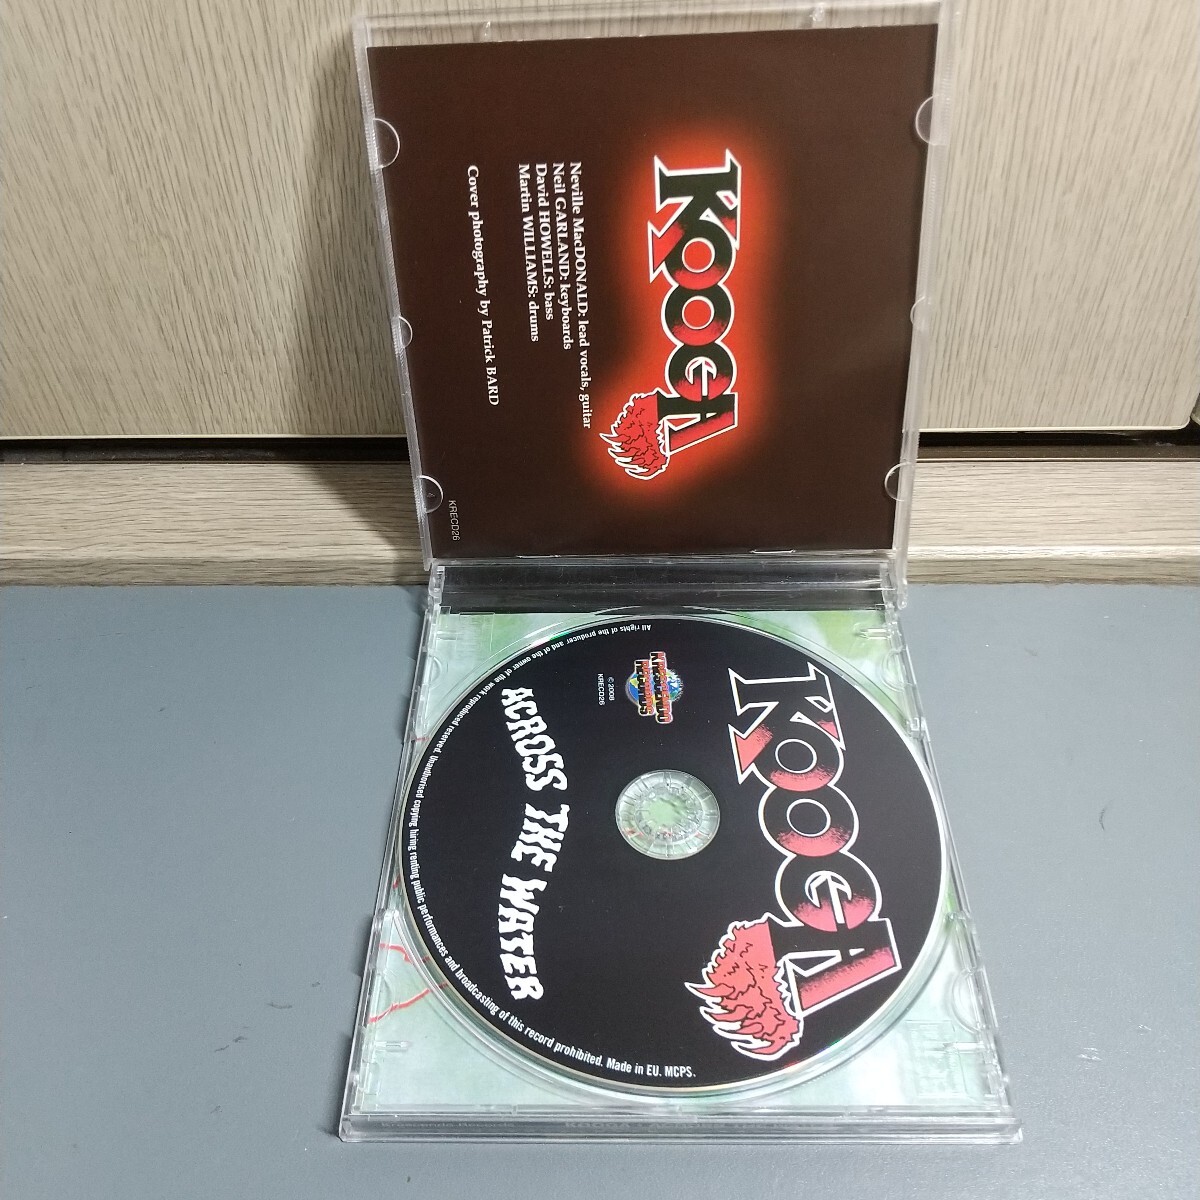 KOOGA
Neville MacDONALD: lead vocals, guitar
Neil GARLAND: keyboards
David HOWELLS: bass
Martin WILLIAMS: drums
Cover photography by Patrick BARD
KRECD26
KOOGA
© 2008
KRECD26
ACROSS THE WATER
All rights of the producer and of the owner of the work reproduced reserved. Unauthorised copying hiring renting public performances and broadcasting of this record prohibited. Made in EU. MCPS.